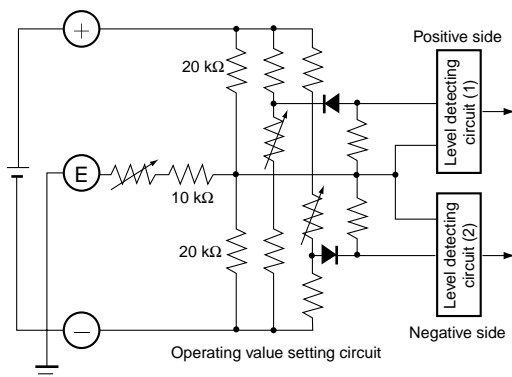 +
Positive side
20 kΩ
Level detecting
circuit (1)
E
10 kΩ
20 kΩ
Level detecting
circuit (2)
−
Negative side
Operating value setting circuit